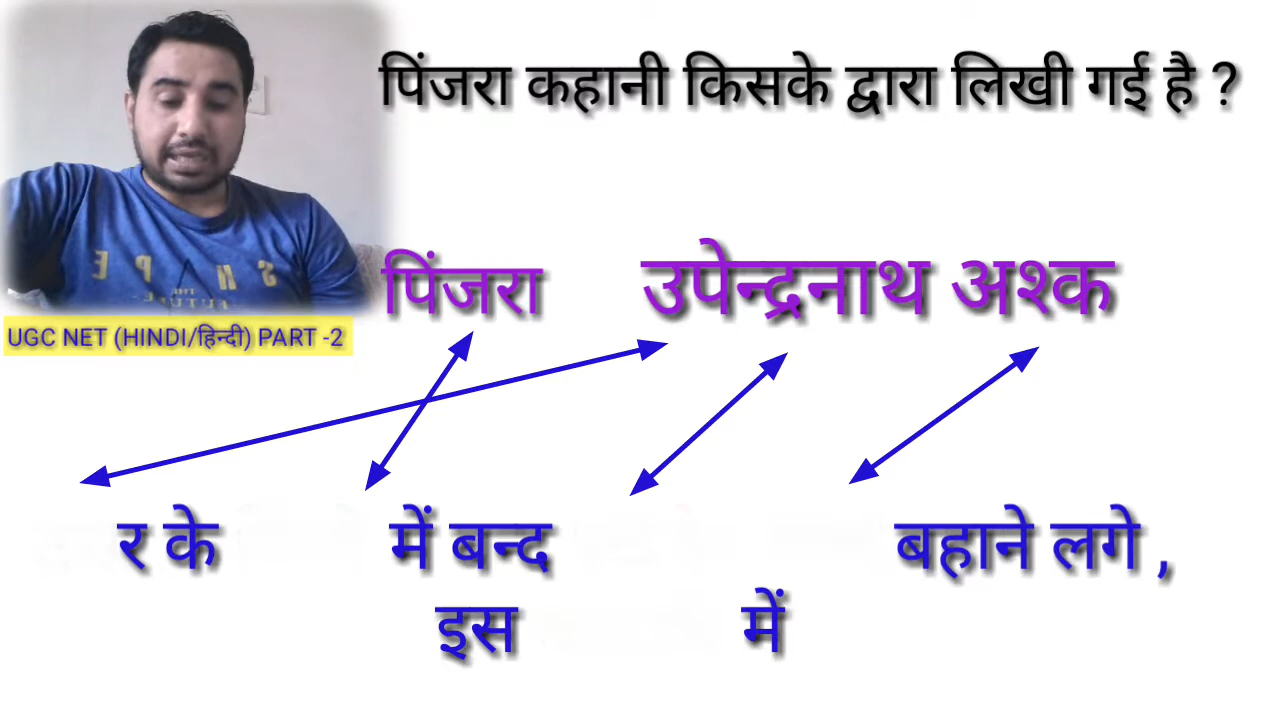 पिंजरा कहानी किसके द्वारा लिखी गई है ?
पिंजरा उपेन्द्रनाथ अश्क
UGC NET (HINDI/हिन्दी) PART -2
र के में बन्द बहाने लगे ,
इस में